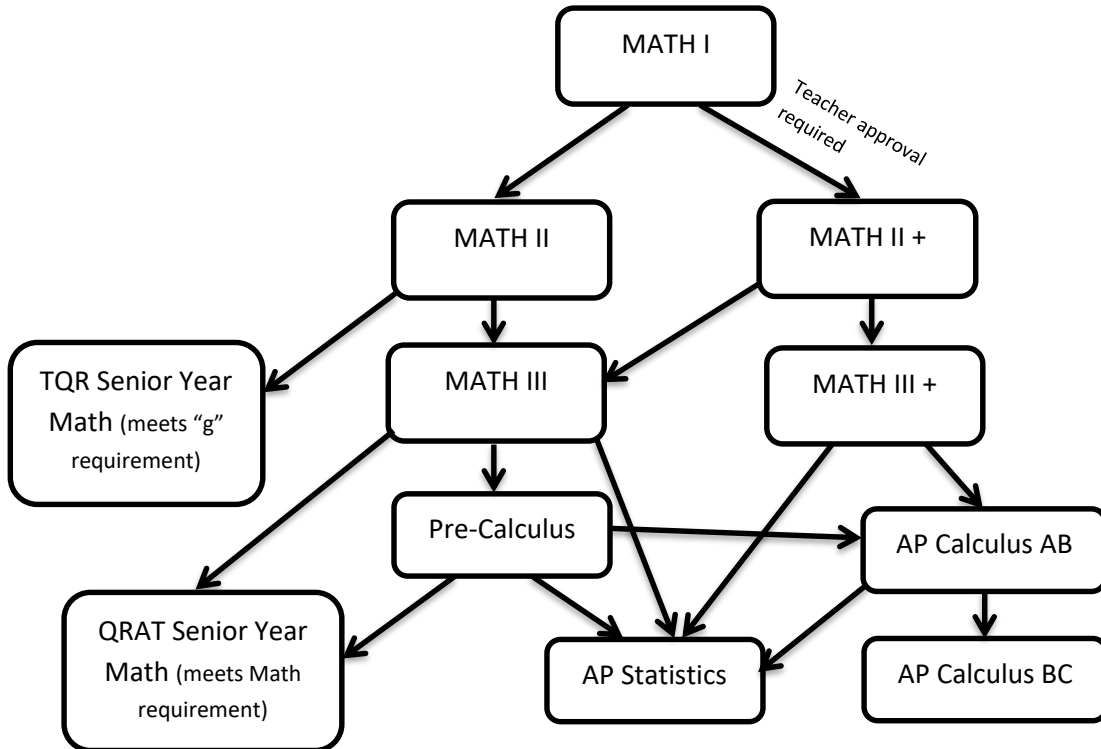 MATH I
Teacher approval
required
MATH II
MATH II +
TQR Senior Year
Math (meets “g”
requirement)
MATH III
MATH III +
Pre-Calculus
AP Calculus AB
QRAT Senior Year
Math (meets Math
requirement)
AP Statistics
AP Calculus BC